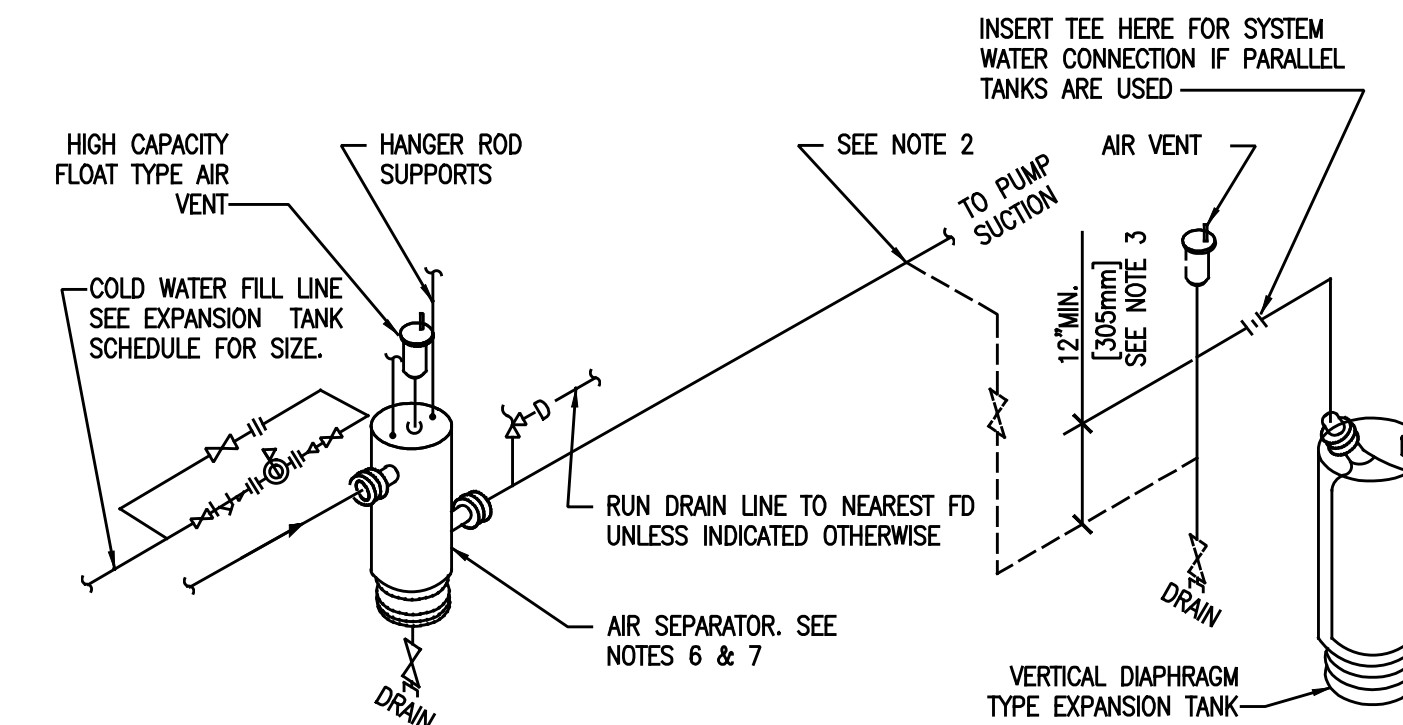 INSERT TEE HERE FOR SYSTEM
WATER CONNECTION IF PARALLEL
TANKS ARE USED
HIGH CAPACITY
FLOAT TYPE AIR
VENT
HANGER ROD
SUPPORTS
SEE NOTE 2
AIR VENT
TO PUMP
SUCTION
COLD WATER FILL LINE
SEE EXPANSION TANK
SCHEDULE FOR SIZE.
12"MIN.
[305mm]
SEE NOTE 3
D
RUN DRAIN LINE TO NEAREST FD
UNLESS INDICATED OTHERWISE
DRAIN
AIR SEPARATOR. SEE
NOTES 6 & 7
DRAIN
VERTICAL DIAPHRAGM
TYPE EXPANSION TANK